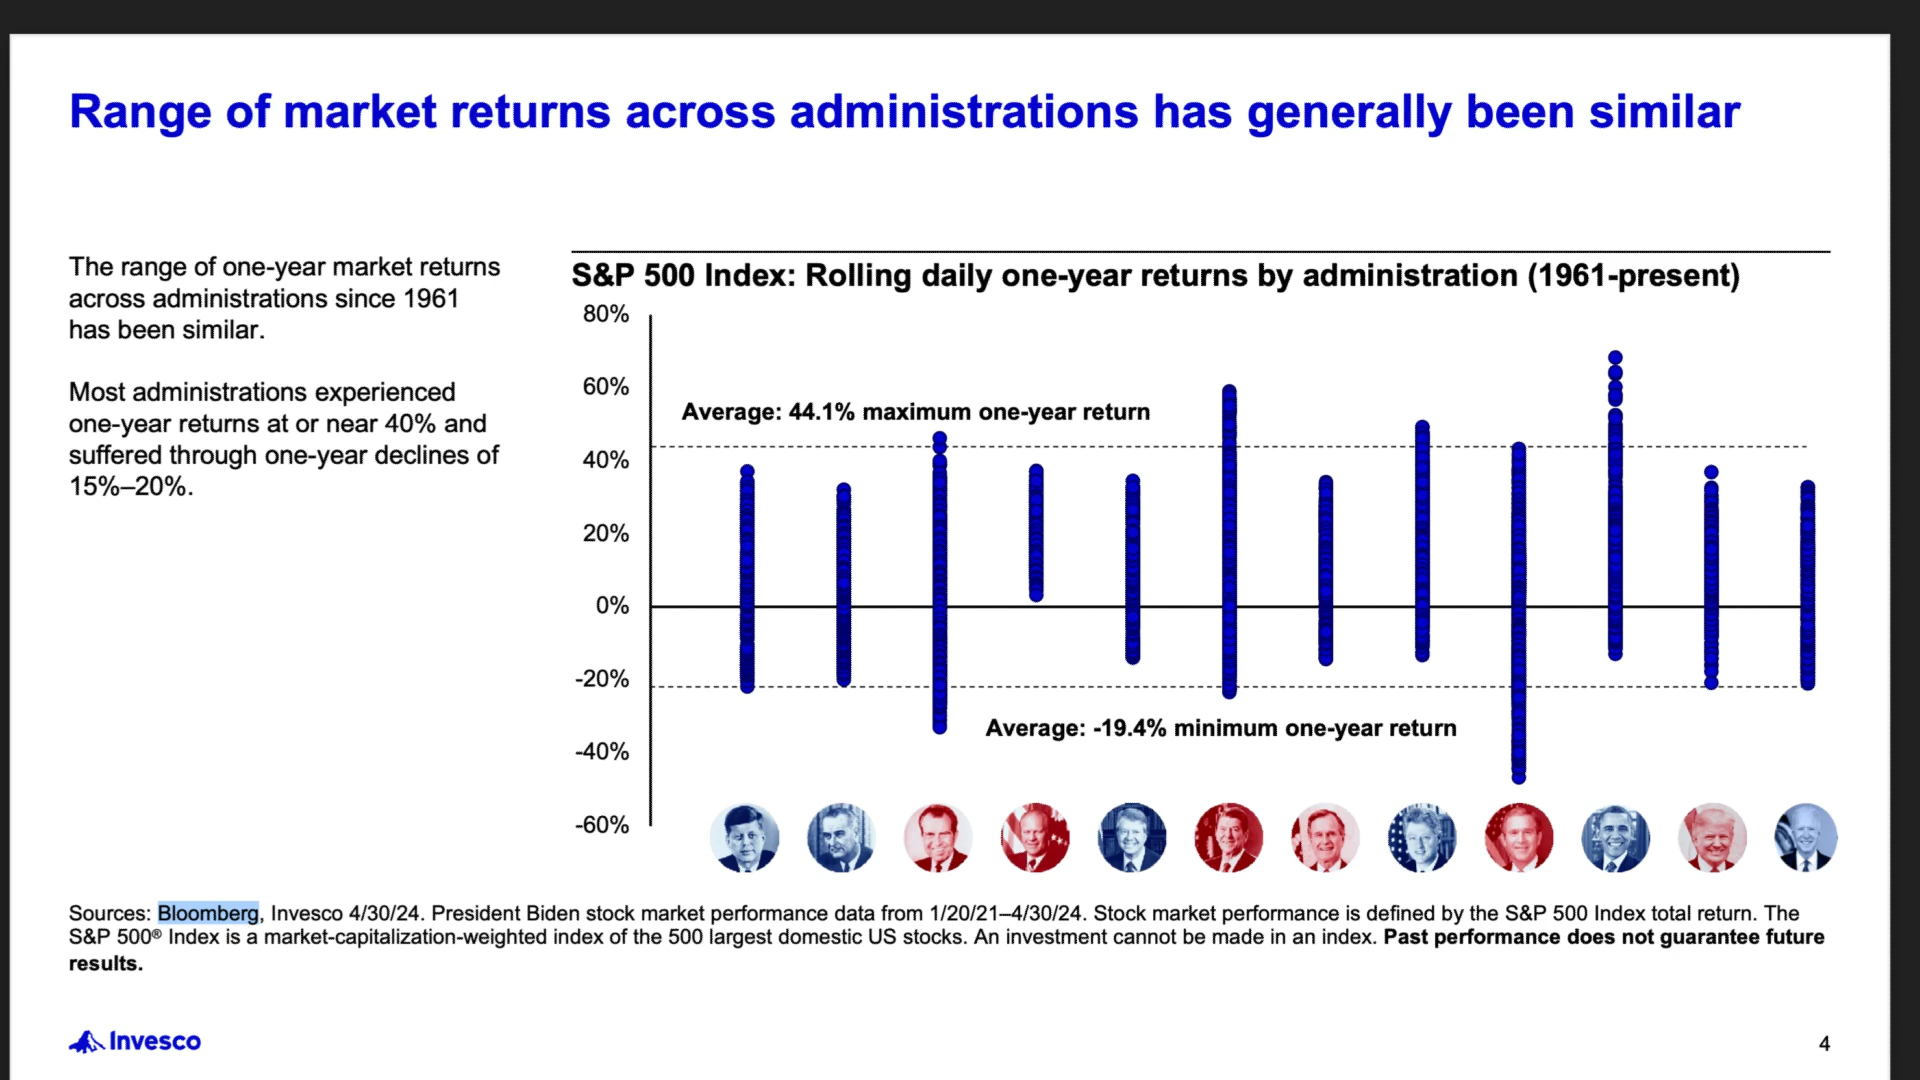 Range of market returns across administrations has generally been similar
The range of one-year market returns
across administrations since 1961
has been similar.
Most administrations experienced
one-year returns at or near 40% and
suffered through one-year declines of
15%–20%.
S&P 500 Index: Rolling daily one-year returns by administration (1961-present)
80%
60%
Average: 44.1% maximum one-year return
40%
20%
0%
-20%
Average: -19.4% minimum one-year return
-40%
-60%
Sources: Bloomberg, Invesco 4/30/24. President Biden stock market performance data from 1/20/21–4/30/24. Stock market performance is defined by the S&P 500 Index total return. The
S&P 500® Index is a market-capitalization-weighted index of the 500 largest domestic US stocks. An investment cannot be made in an index. Past performance does not guarantee future
results.
Invesco
4